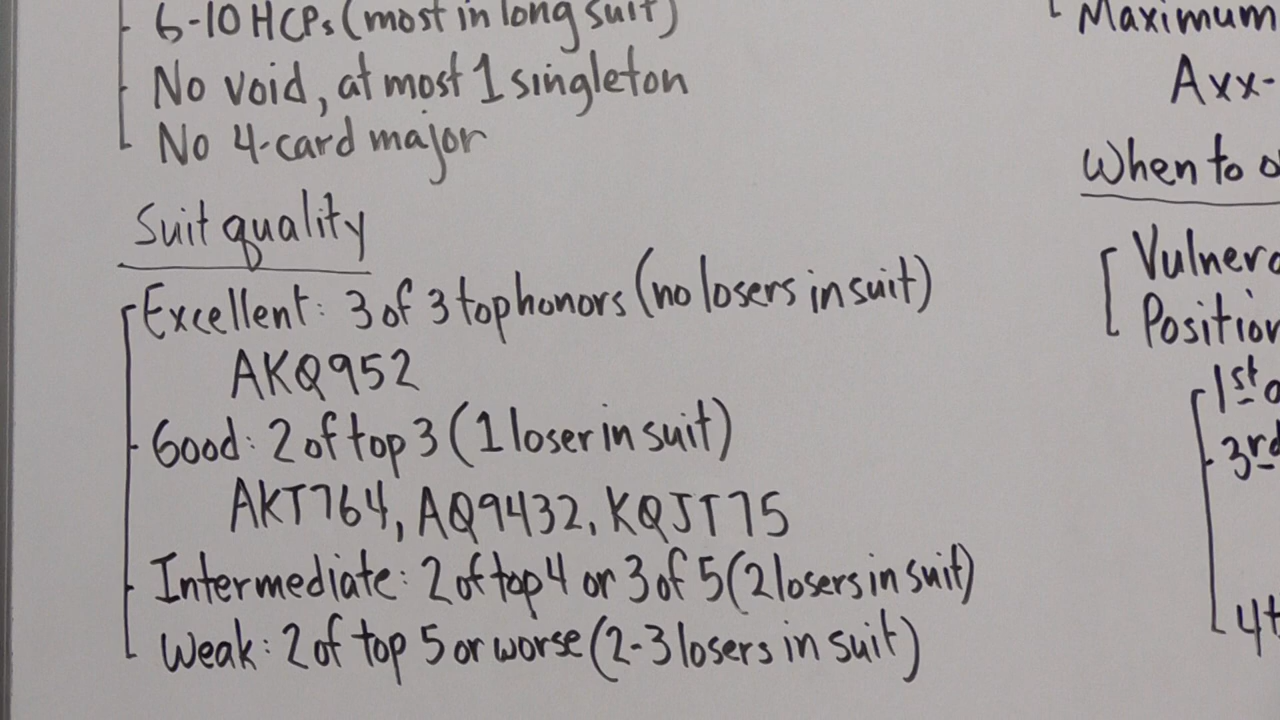 6-10 HCPs (most in long suit)
No void, at most 1 singleton
No 4-card major
Suit quality
Excellent: 3 of 3 top honors (no losers in suit)
AKQ952
Good: 2 of top 3 (1 loser in suit)
AKT764, AQ9432, KQJT75
Intermediate: 2 of top 4 or 3 of 5 (2 losers in suit)
Weak: 2 of top 5 or worse (2-3 losers in suit)
Maximum
Axx-
When to o
Vulnera
Position
1st o
3rd
4t